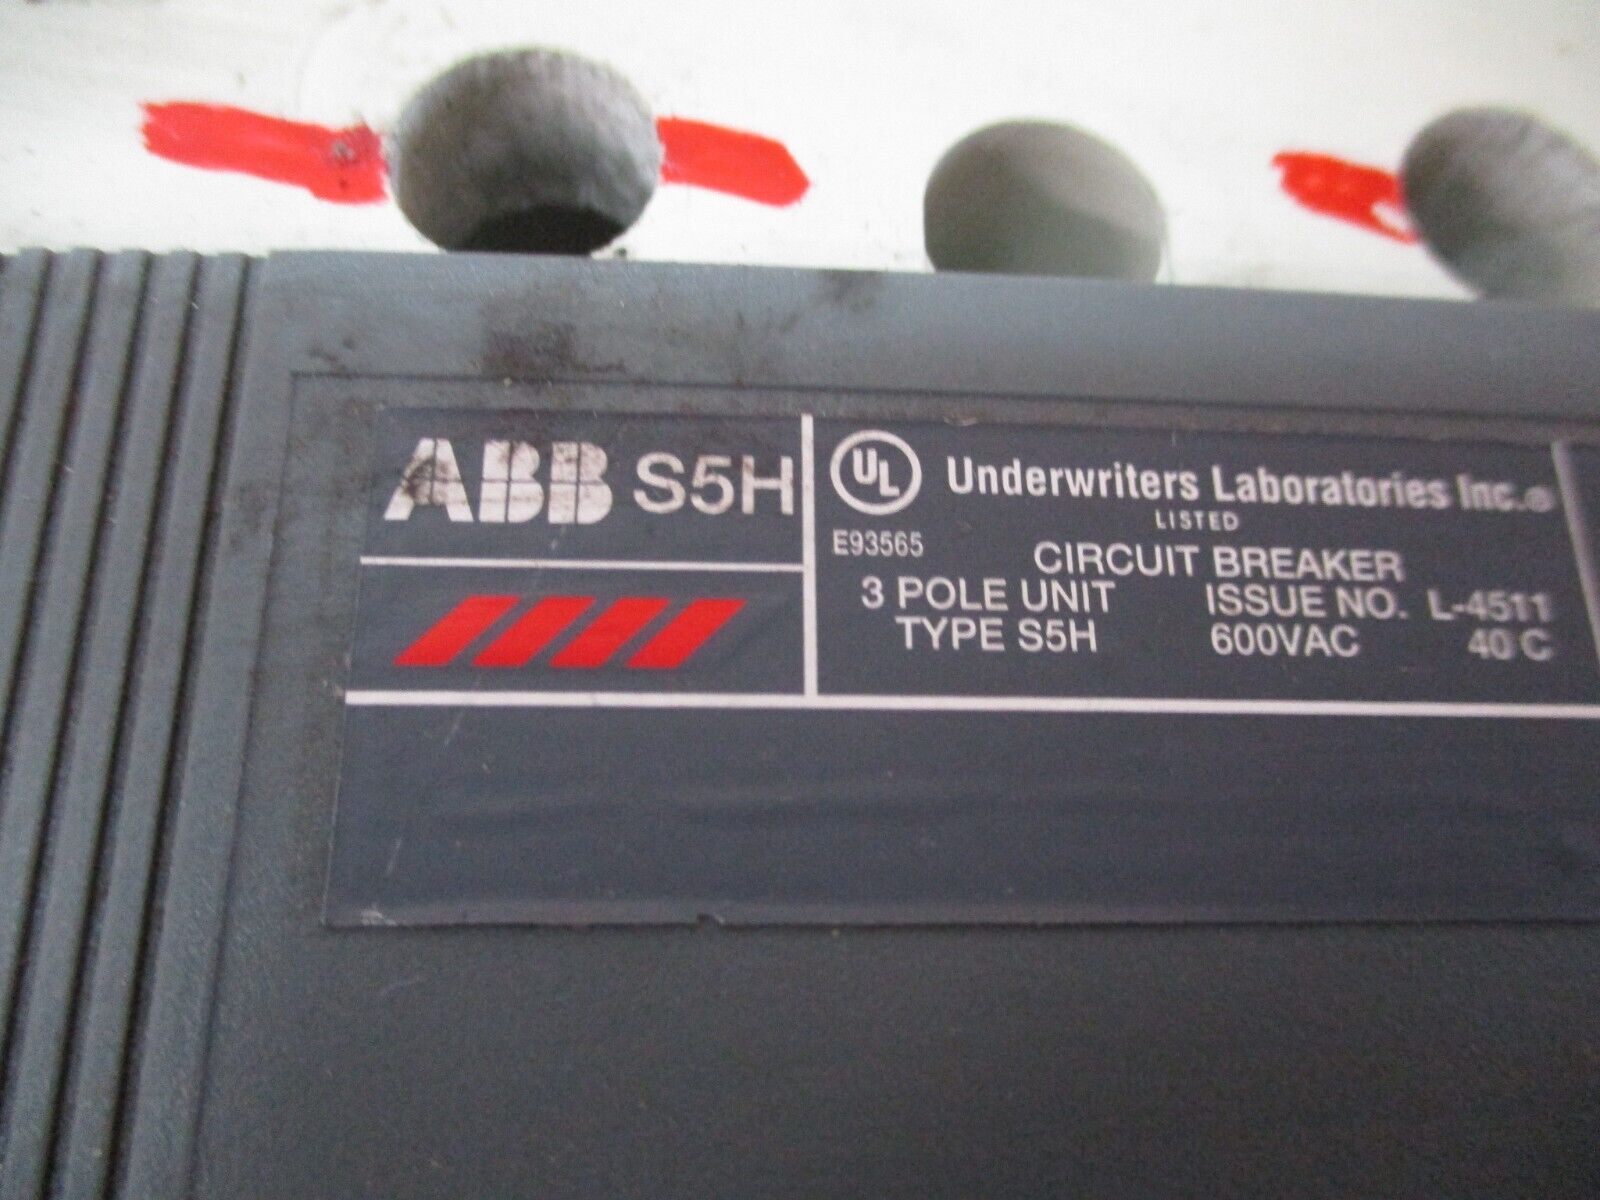 ABB S5H
UL Underwriters Laboratories Inc.®
LISTED
E93565
CIRCUIT BREAKER
3 POLE UNIT ISSUE NO. L-4511
TYPE S5H 600VAC 40 C